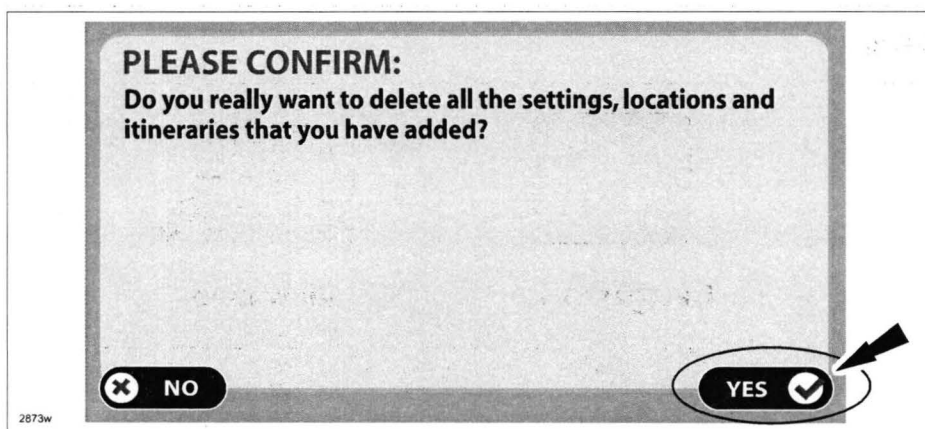 PLEASE CONFIRM:
Do you really want to delete all the settings, locations and
itineraries that you have added?
NO
YES
2873w